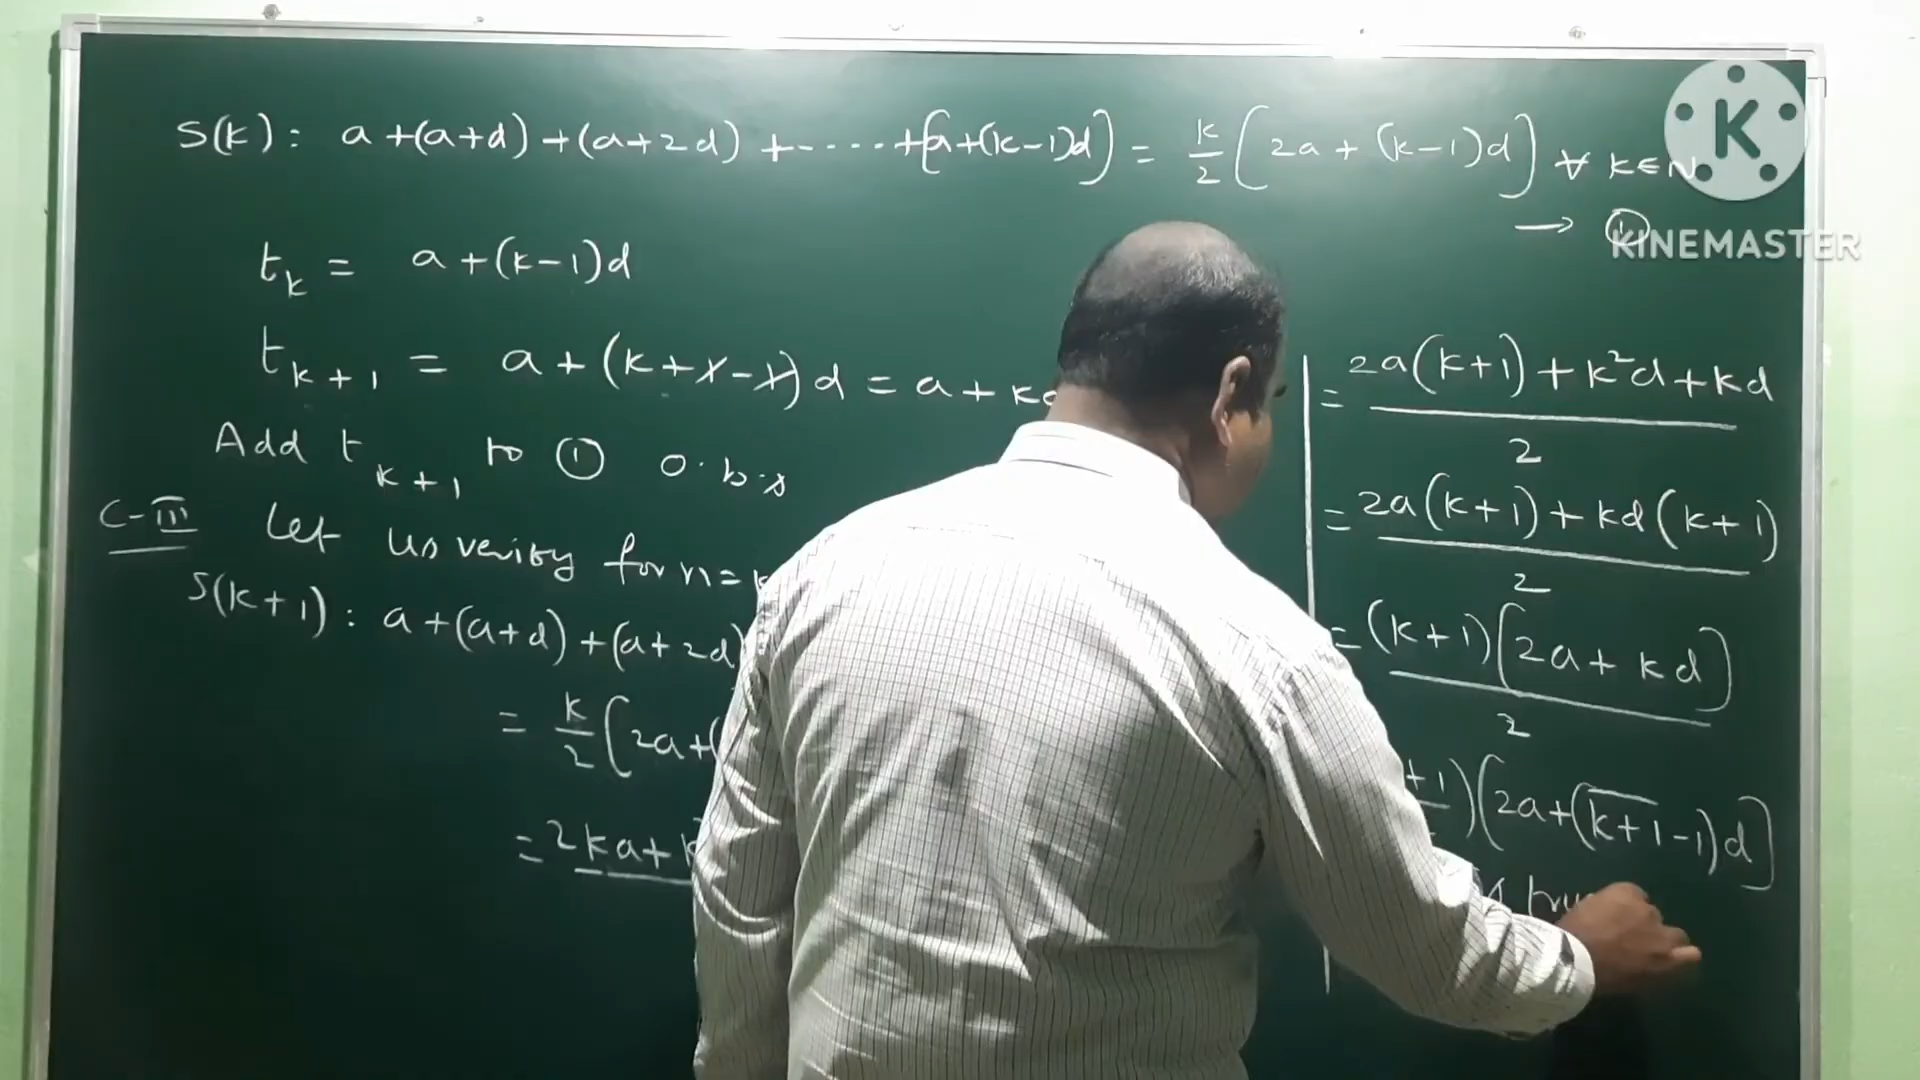 S(k): a+(a+d)+(a+2d)+-----+[a+(k-1)d] = k/2 [2a+(k-1)d] ∀ k∈N
→ ①
K
KINEMASTER
t_k = a+(k-1)d
t_{k+1} = a+(k+1-1)d = a+k
Add t_{k+1} to ① o.b.s
C-III Let us verify for n=k
S(k+1): a+(a+d)+(a+2d)
= k/2 [2a+(
= 2ka+k
= 2a(k+1)+k²d+kd / 2
= 2a(k+1)+kd(k+1) / 2
= (k+1)[2a+kd] / 2
+1)[2a+(k+1-1)d]
tru